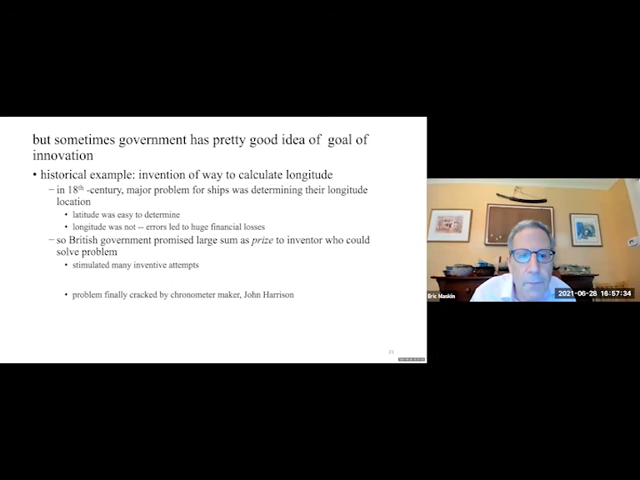 but sometimes government has pretty good idea of  goal of
innovation
• historical example: invention of way to calculate longitude
– in 18th -century, major problem for ships was determining their longitude
location
• latitude was easy to determine
• longitude was not -- errors led to huge financial losses
– so British government promised large sum as prize to inventor who could
solve problem
• stimulated many inventive attempts
• problem finally cracked by chronometer maker, John Harrison
Eric Maskin
2021-06-28  16:57:34